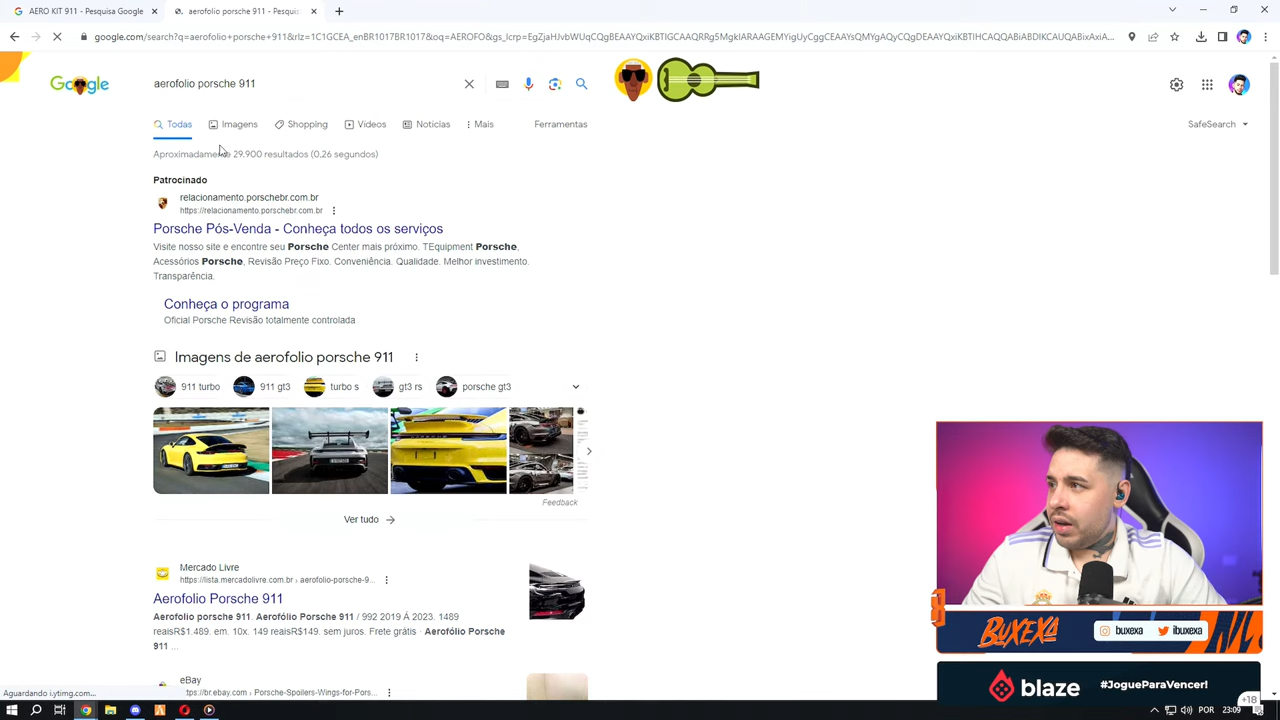 AERO KIT 911 - Pesquisa Google
aerofolio porsche 911 - Pesquis
google.com/search?q=aerofolio+porsche+911&rlz=1C1GCEA_enBR1017BR1017&oq=AEROFO&gs_lcrp=
Google
aerofolio porsche 911
Todas
Imagens
Shopping
Vídeos
Notícias
Mais
Ferramentas
SafeSearch
Aproximadamente 29.900 resultados (0,26 segundos)
Patrocinado
relacionamento.porschebr.com.br
https://relacionamento.porschebr.com.br
Porsche Pós-Venda - Conheça todos os serviços
Visite nosso site e encontre seu Porsche Center mais próximo. TEquipment Porsche,
Acessórios Porsche, Revisão Preço Fixo. Conveniência. Qualidade. Melhor investimento.
Transparência.
Conheça o programa
Oficial Porsche Revisão totalmente controlada
Imagens de aerofolio porsche 911
911 turbo
911 gt3
turbo s
gt3 rs
porsche gt3
Feedback
Ver tudo
Mercado Livre
https://lista.mercadolivre.com.br › aerofolio-porsche-9...
Aerofolio Porsche 911
Aerofolio porsche 911. Aerofólio Porsche 911 / 992 2019 Á 2023. 1489
reaisR$1.489. em. 10x. 149 reaisR$149. sem juros. Frete grátis · Aerofólio Porsche
911 ...
eBay
ttps://br.ebay.com › Porsche-Spoilers-Wings-for-Pors...
Aguardando i.ytimg.com...
BUXEXA
buxexa
ibuxexa
blaze
#JogueParaVencer!
+18
POR
23:09